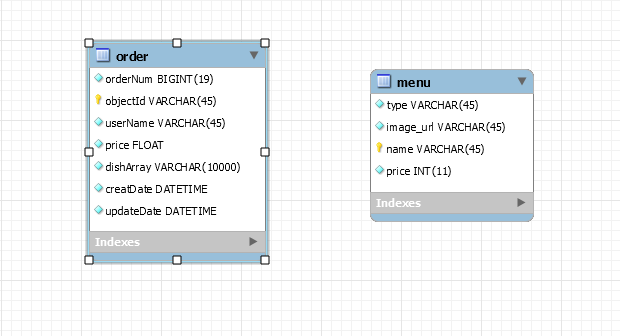 order
orderNum BIGINT(19)
objectId VARCHAR(45)
userName VARCHAR(45)
price FLOAT
dishArray VARCHAR(10000)
creatDate DATETIME
updateDate DATETIME
Indexes
menu
type VARCHAR(45)
image_url VARCHAR(45)
name VARCHAR(45)
price INT(11)
Indexes